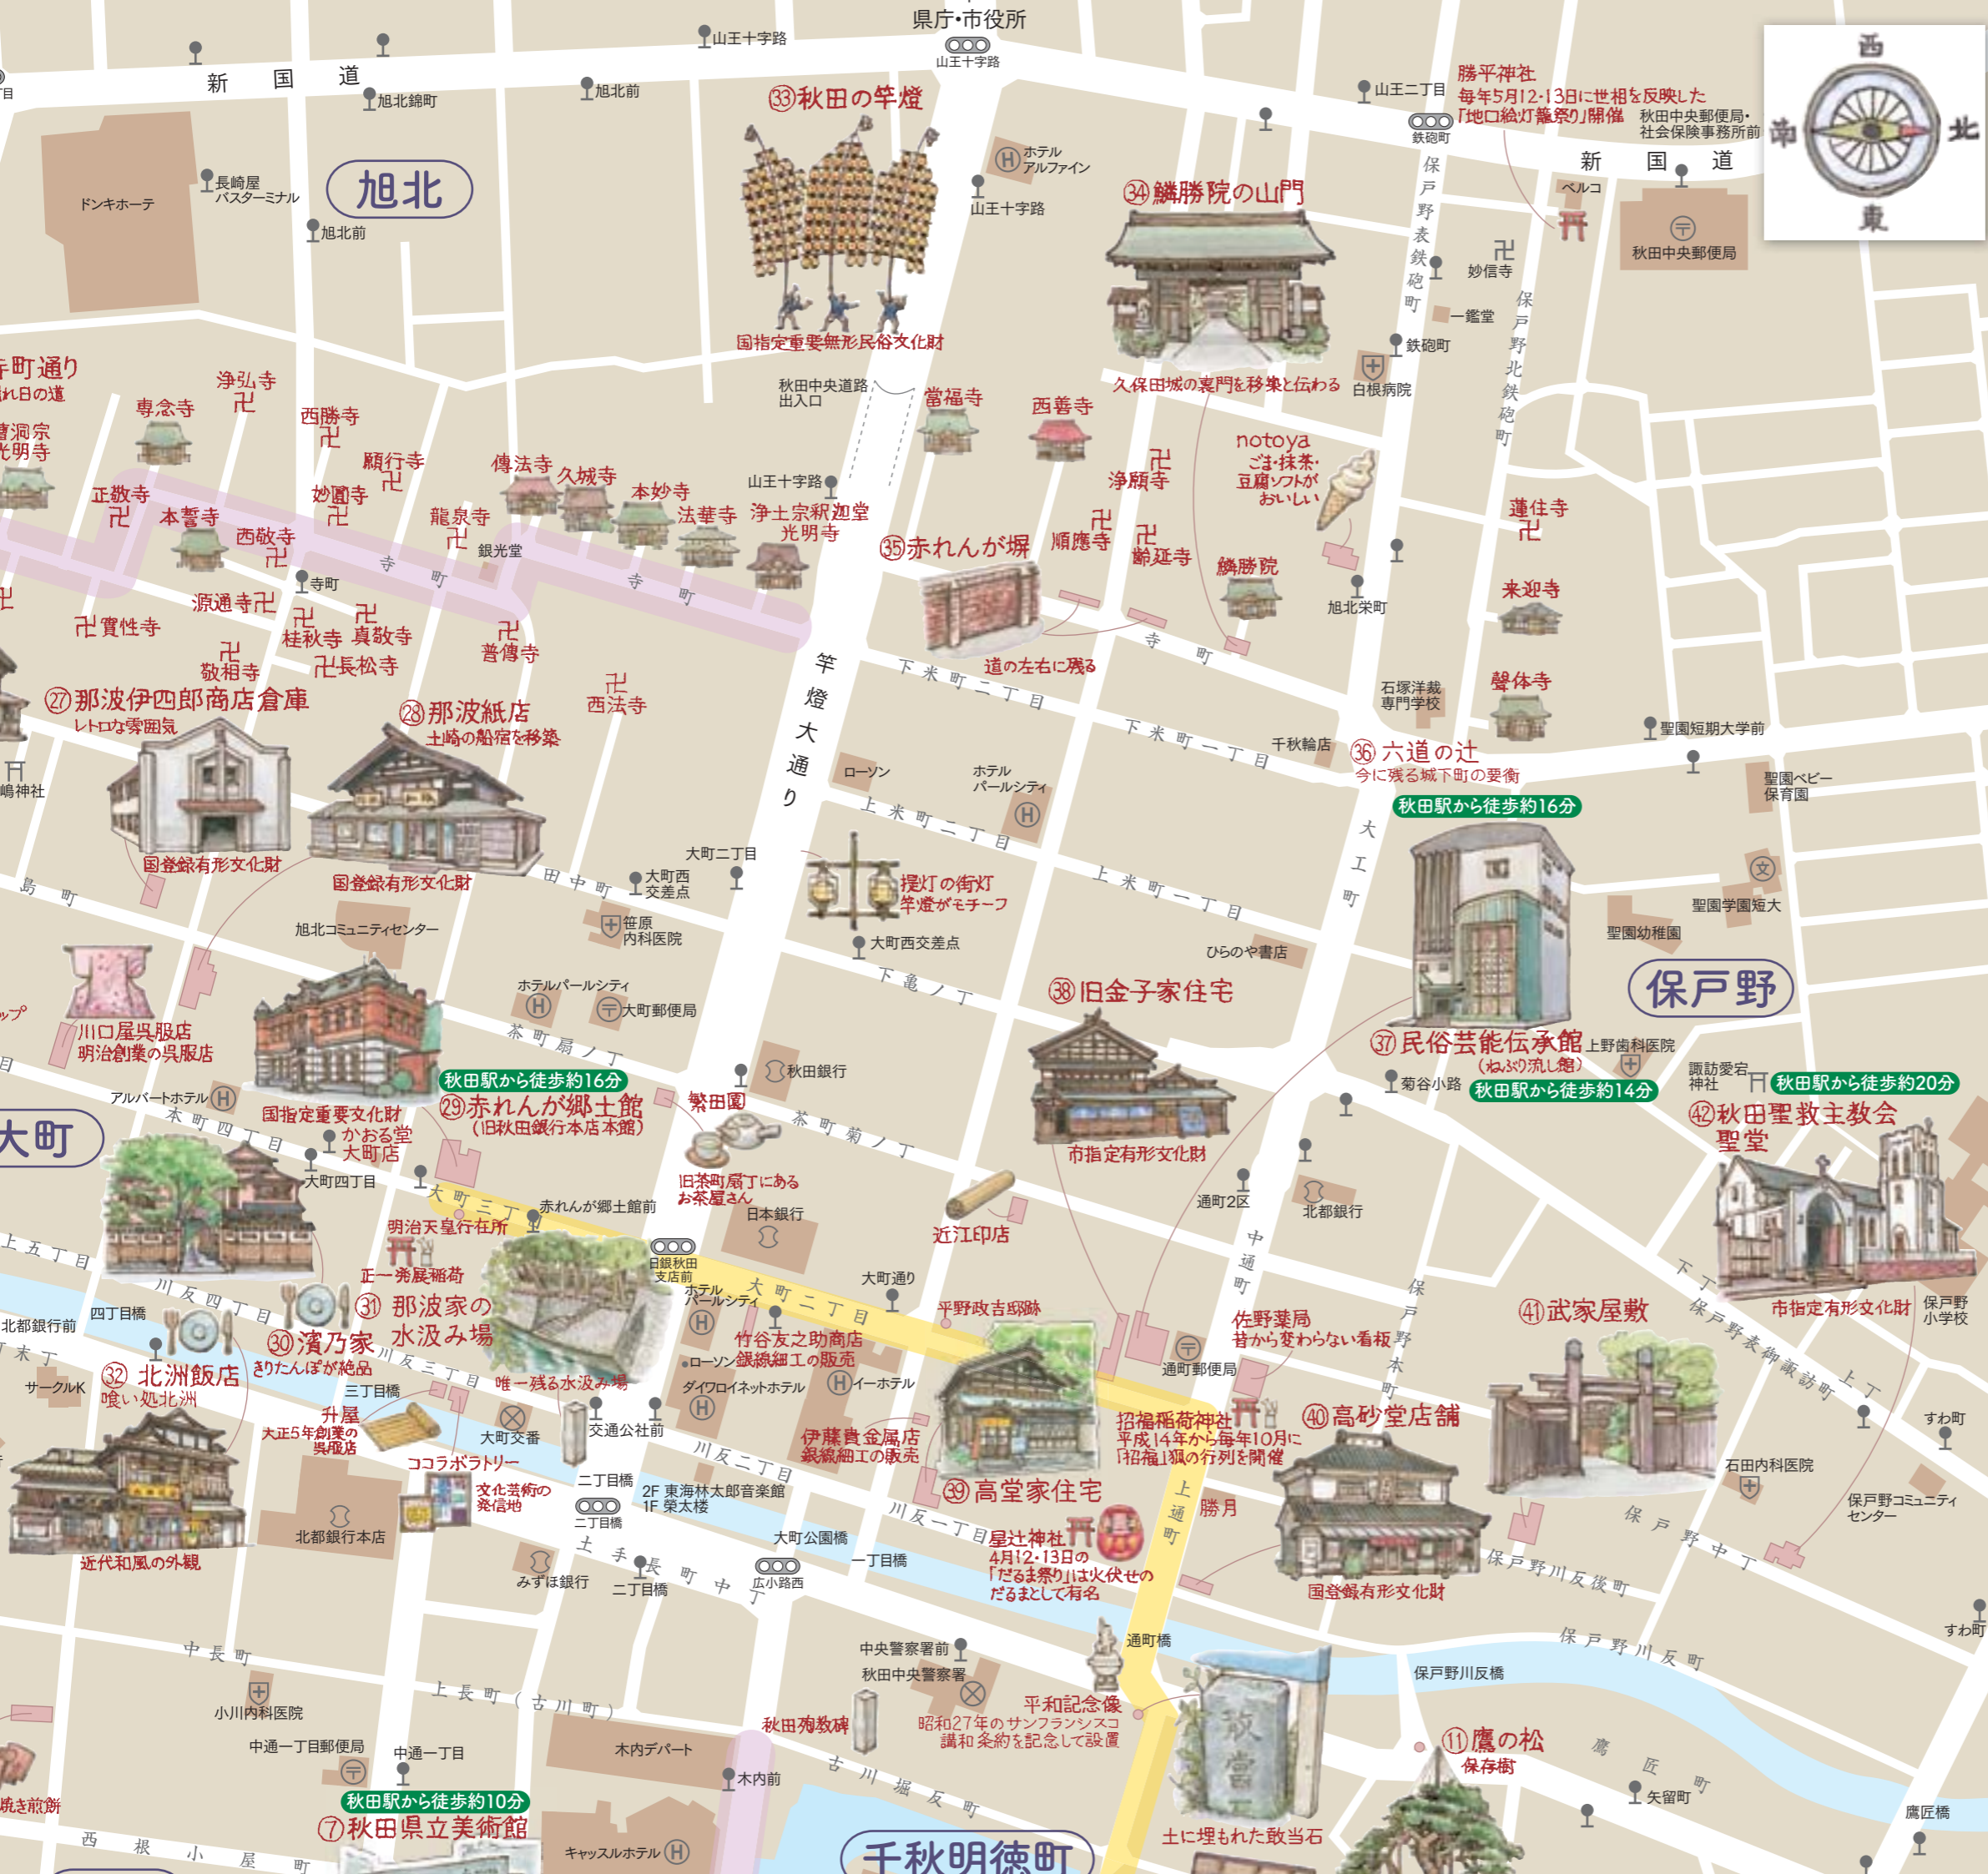 県庁・市役所
山王十字路
山王十字路
新国道
旭北錦町
旭北前
㉝秋田の竿燈
国指定重要無形民俗文化財
ホテル
アルファイン
山王十字路
山王二丁目
鉄砲町
勝平神社
毎年5月12・13日に世相を反映した
「地口絵灯籠祭り」開催
秋田中央郵便局・
社会保険事務所前
新国道
西
南
北
東
ドンキホーテ
長崎屋
バスターミナル
旭北
旭北前
㉞鱗勝院の山門
久保田城の裏門を移築と伝わる
保戸野表鉄砲町
ベルコ
秋田中央郵便局
妙信寺
一鑑堂
鉄砲町
白根病院
保戸野北鉄砲町
寺町通り
専念寺
浄弘寺
西勝寺
曹洞宗
光明寺
願行寺
正敬寺
本誓寺
妙圓寺
西敬寺
龍泉寺
傳法寺
久城寺
本妙寺
法華寺
浄土宗釈迦堂
光明寺
銀光堂
寺町
寺町
寺町
源通寺
實性寺
桂秋寺
真敬寺
敬相寺
長松寺
普傳寺
西法寺
秋田中央道路
出入口
山王十字路
當福寺
西善寺
浄願寺
順應寺
齢延寺
鱗勝院
notoya
ごま・抹茶・
豆腐ソフトが
おいしい
旭北栄町
蓮住寺
来迎寺
聲体寺
㉟赤れんが塀
道の左右に残る
寺町
下米町二丁目
下米町一丁目
千秋輪店
石塚洋裁
専門学校
㊱六道の辻
今に残る城下町の要衝
聖園短期大学前
聖園ベビー
保育園
聖園学園短大
聖園幼稚園
竿燈大通り
㉗那波伊四郎商店倉庫
レトロな雰囲気
国登録有形文化財
㉘那波紙店
土崎の船宿を移築
国登録有形文化財
嶋神社
島町
田中町
大町西
交差点
大町二丁目
笹原
内科医院
ローソン
ホテル
パールシティ
上米町二丁目
上米町一丁目
提灯の街灯
竿燈がモチーフ
大町西交差点
下亀ノ丁
ひらのや書店
大工町
秋田駅から徒歩約16分
㊲民俗芸能伝承館
(ねぶり流し館)
秋田駅から徒歩約14分
保戸野
上野歯科医院
菊谷小路
諏訪愛宕
神社
秋田駅から徒歩約20分
㊷秋田聖救主教会
聖堂
市指定有形文化財
保戸野
小学校
旭北コミュニティセンター
川口屋呉服店
明治創業の呉服店
アルバートホテル
国指定重要文化財
ホテルパールシティ
大町郵便局
茶町扇ノ丁
秋田駅から徒歩約16分
㉙赤れんが郷土館
(旧秋田銀行本店本館)
秋田銀行
繁田園
旧茶町扇丁にある
お茶屋さん
茶町菊ノ丁
㊳旧金子家住宅
市指定有形文化財
通町2区
北都銀行
近江印店
大町
本町四丁目
かおる堂
大町店
大町四丁目
大町三丁目
赤れんが郷土館前
明治天皇行在所
正一発展稲荷
日本銀行
日銀秋田
支店前
ホテル
パールシティ
大町二丁目
大町通り
平野政吉邸跡
上五丁目
川反四丁目
四丁目橋
北都銀行前
㉛那波家の
水汲み場
唯一残る水汲み場
㉚濱乃家
きりたんぽが絶品
川反三丁目
三丁目橋
サークルK
㉜北洲飯店
喰い処北洲
近代和風の外観
升屋
大正5年創業の
呉服店
大町交番
交通公社前
竹谷友之助商店
銀線細工の販売
ローソン
ダイワロイネットホテル
イーホテル
伊藤貴金属店
銀線細工の販売
川反二丁目
ココラボラトリー
文化芸術の
発信地
北都銀行本店
二丁目橋
二丁目橋
2F 東海林太郎音楽館
1F 榮太楼
大町公園橋
広小路西
一丁目橋
みずほ銀行
二丁目橋
土手長町中丁
㊴高堂家住宅
川反一丁目
星辻神社
4月12・13日の
「だるま祭り」は火伏せの
だるまとして有名
通町郵便局
佐野薬局
昔から変わらない看板
招福稲荷神社
平成14年から毎年10月に
「招福」狐の行列を開催
中通町
上通町
勝月
保戸野本町
㊵高砂堂店舗
国登録有形文化財
㊶武家屋敷
下丁
保戸野表御諏訪町
上丁
すわ町
石田内科医院
保戸野コミュニティ
センター
保戸野中丁
保戸野川反後町
保戸野川反町
すわ町
保戸野川反橋
中長町
小川内科医院
上長町(古川町)
中通一丁目郵便局
中通一丁目
秋田駅から徒歩約10分
⑦秋田県立美術館
西根小屋町
焼き煎餅
木内デパート
木内前
キャッスルホテル
中央警察署前
秋田中央警察署
秋田殉教碑
古川堀反町
通町橋
平和記念像
昭和27年のサンフランシスコ
講和条約を記念して設置
土に埋もれた敢当石
千秋明徳町
⑪鷹の松
保存樹
鷹匠町
矢留町
鷹匠橋